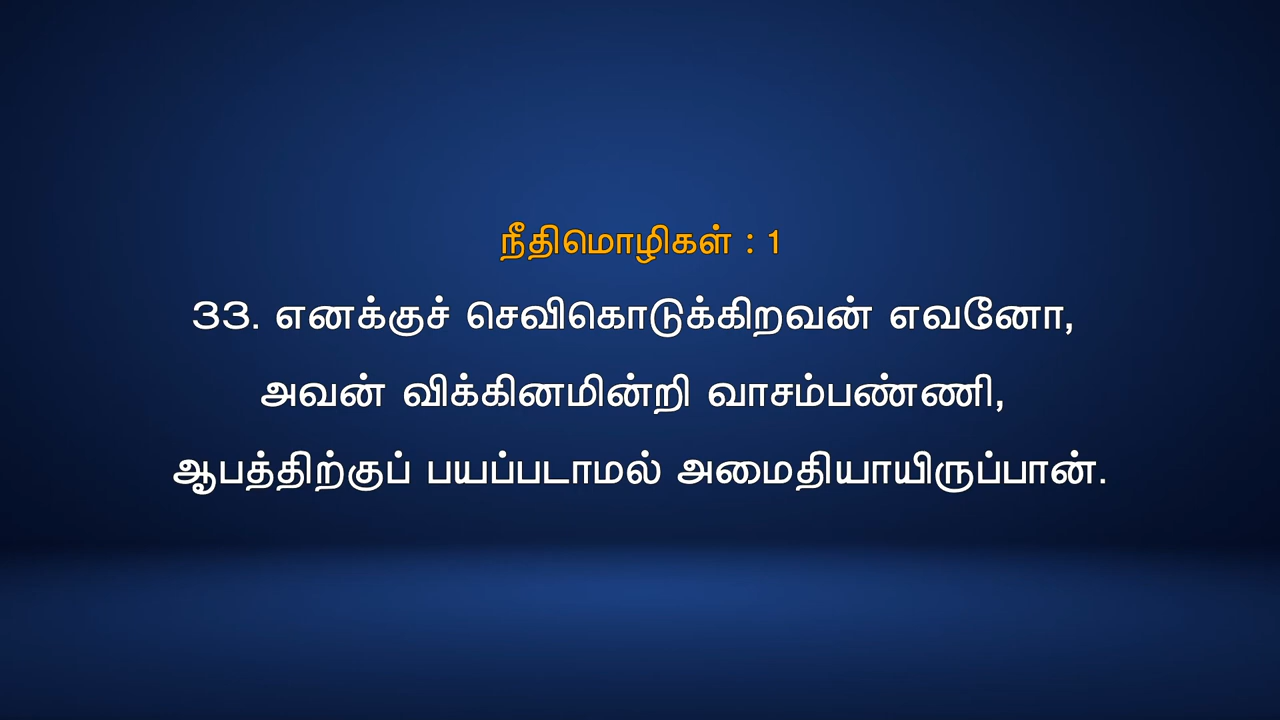 நீதிமொழிகள் : 1
33. எனக்குச் செவிகொடுக்கிறவன் எவனோ,
அவன் விக்கினமின்றி வாசம்பண்ணி,
ஆபத்திற்குப் பயப்படாமல் அமைதியாயிருப்பான்.